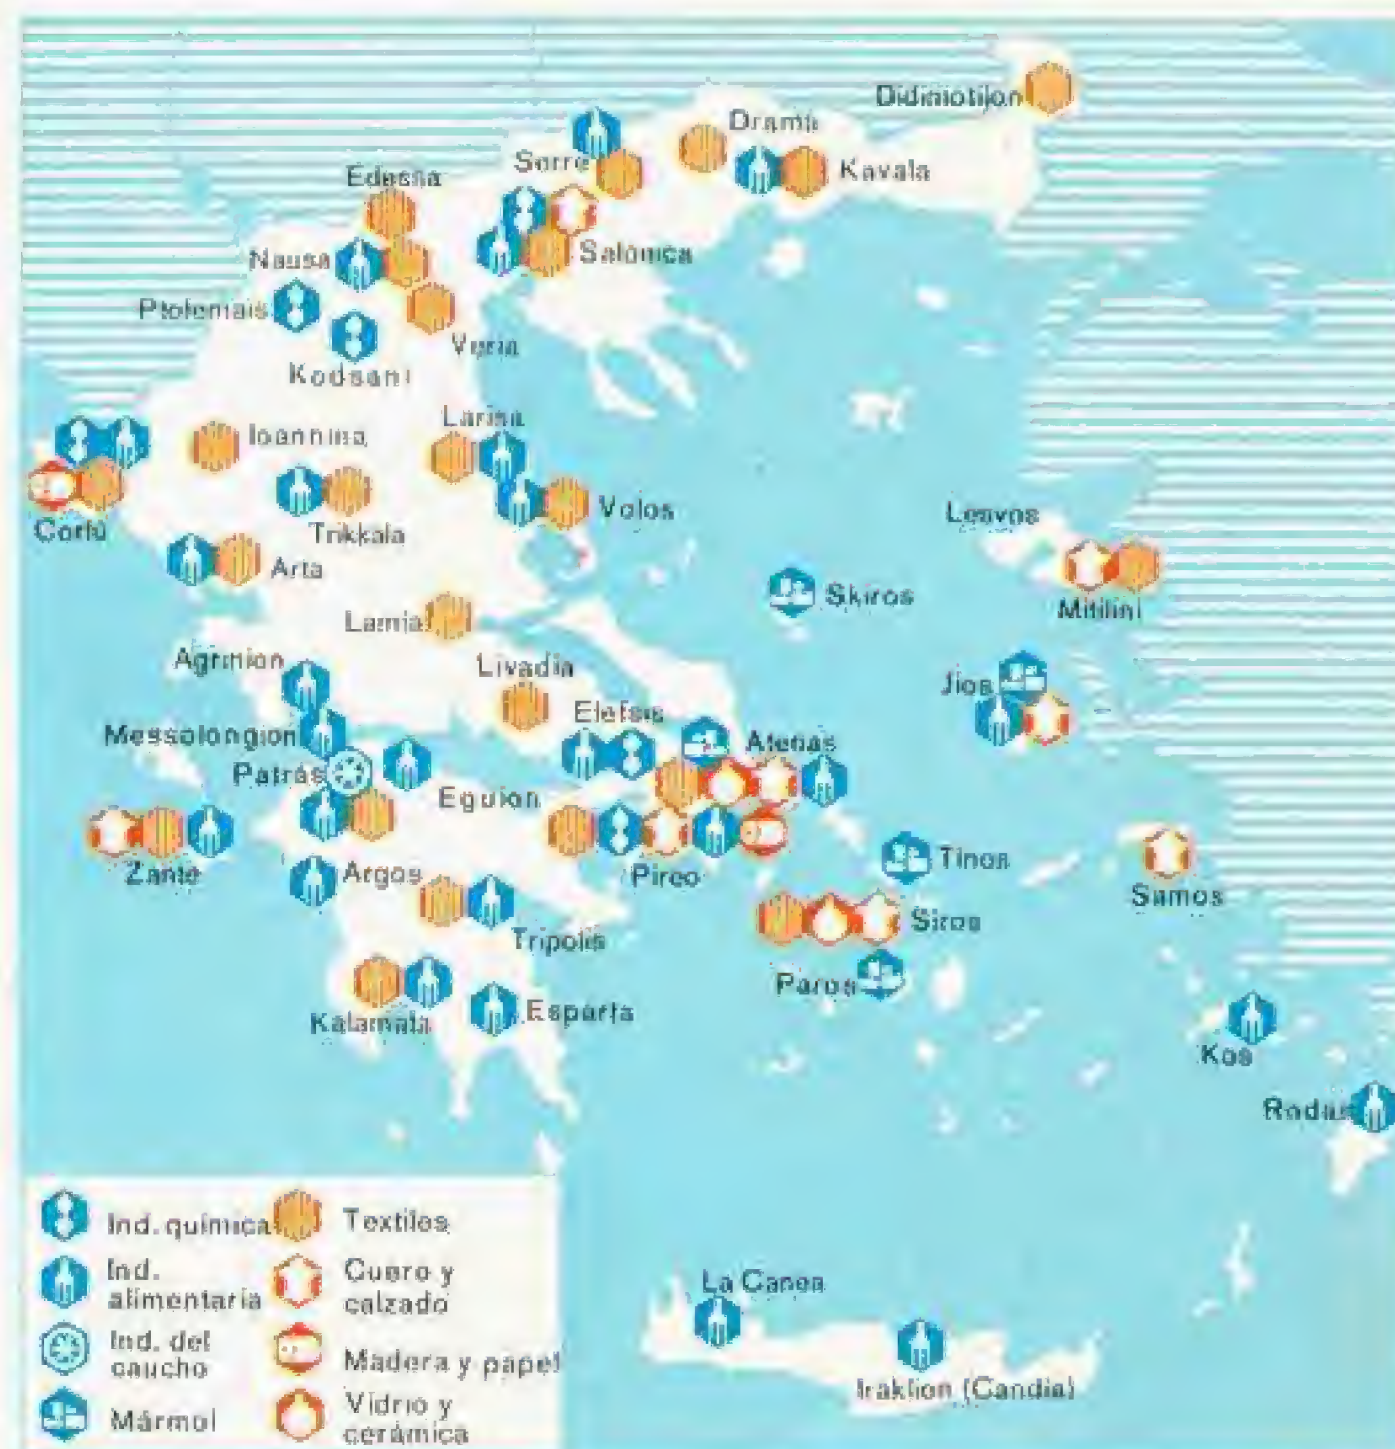 Didimotijon
Drama
Serre
Kavala
Edessa
Salónica
Nausa
Ptolemais
Veria
Kodsani
Larisa
Ioannina
Volos
Corfú
Trikkala
Lesvos
Arta
Skiros
Mitilini
Lamia
Agrinion
Livadia
Jios
Elefsis
Messolongion
Atenas
Patrás
Eguion
Zante
Argos
Pireo
Tinos
Samos
Siros
Tripolis
Paros
Kalamata
Esparta
Kos
Rodas
Ind. química
Textiles
Ind.
alimentaria
Cuero y
calzado
Ind. del
caucho
Madera y papel
Mármol
Vidrio y
cerámica
La Canea
Iraklion (Candia)